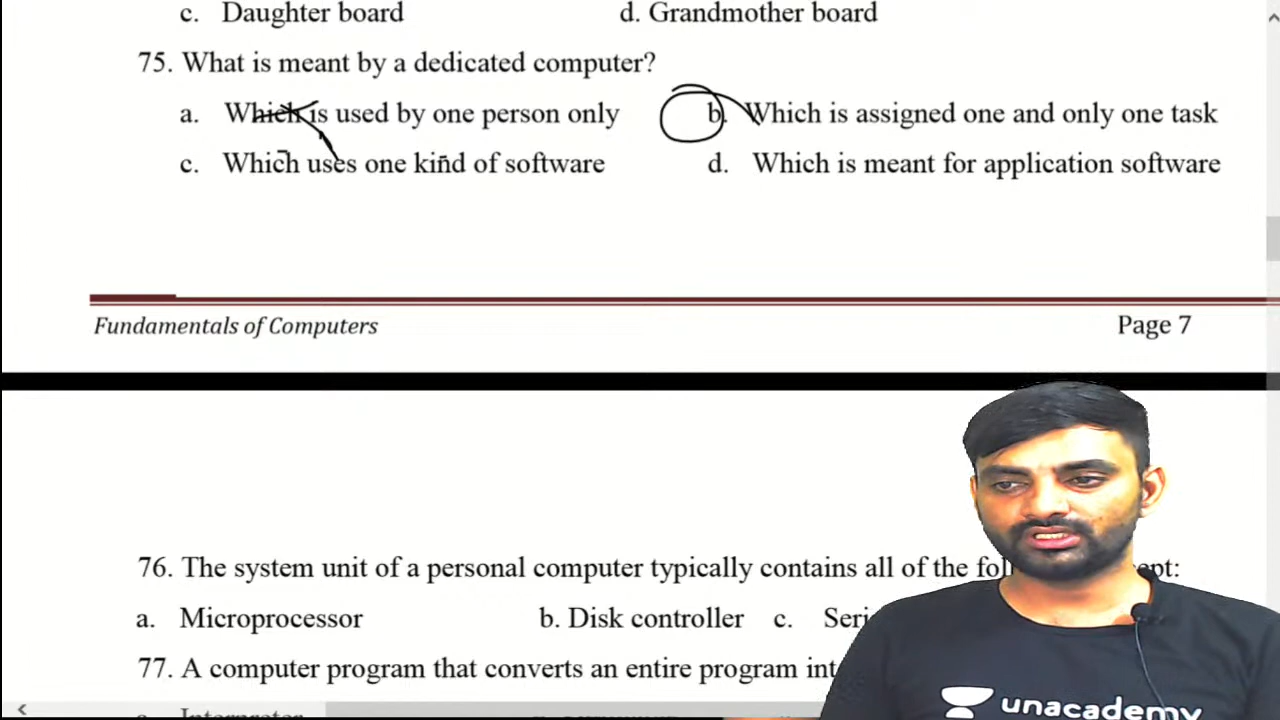 c. Daughter board d. Grandmother board
75. What is meant by a dedicated computer?
a. Which is used by one person only b. Which is assigned one and only one task
c. Which uses one kind of software d. Which is meant for application software
Fundamentals of Computers Page 7
76. The system unit of a personal computer typically contains all of the
a. Microprocessor b. Disk controller c.
77. A computer program that converts an entire program
unacademy